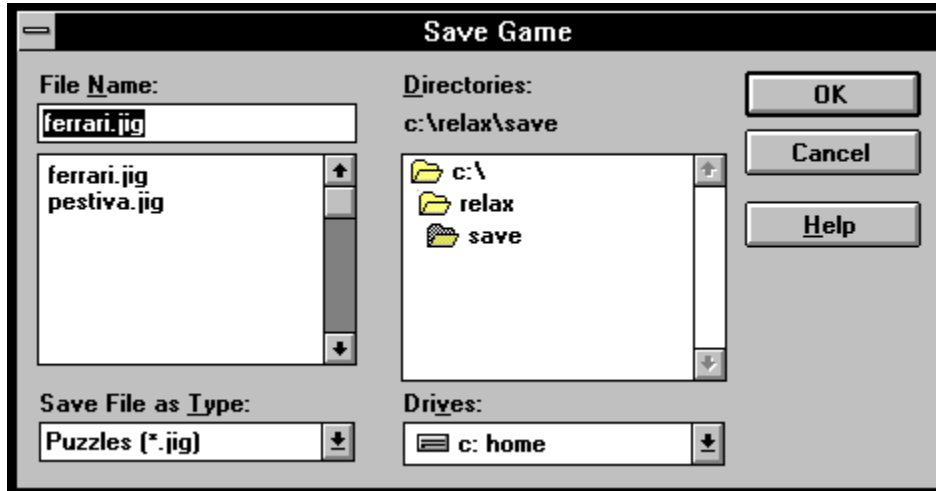 Save Game
File Name:
ferrari.jig
ferrari.jig
pestiva.jig
Save File as Type:
Puzzles (*.jig)
Directories:
c:\relax\save
c:\
relax
save
Drives:
c: home
OK
Cancel
Help